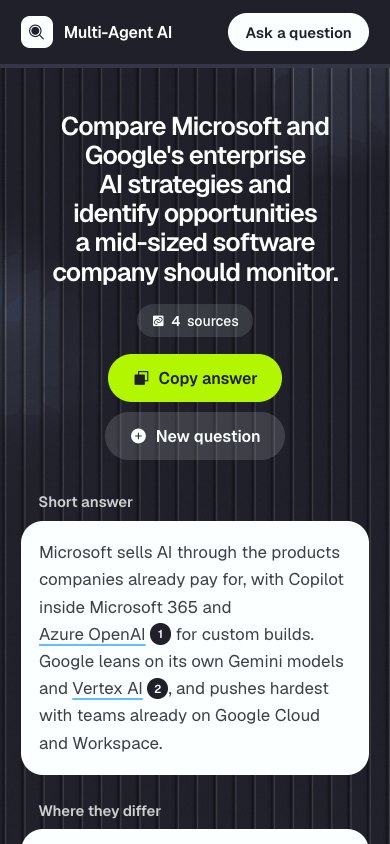 Multi-Agent AI
Ask a question
Compare Microsoft and
Google's enterprise
AI strategies and
identify opportunities
a mid-sized software
company should monitor.
4 sources
Copy answer
New question
Short answer
Microsoft sells AI through the products
companies already pay for, with Copilot
inside Microsoft 365 and
Azure OpenAI 1 for custom builds.
Google leans on its own Gemini models
and Vertex AI 2, and pushes hardest
with teams already on Google Cloud
and Workspace.
Where they differ